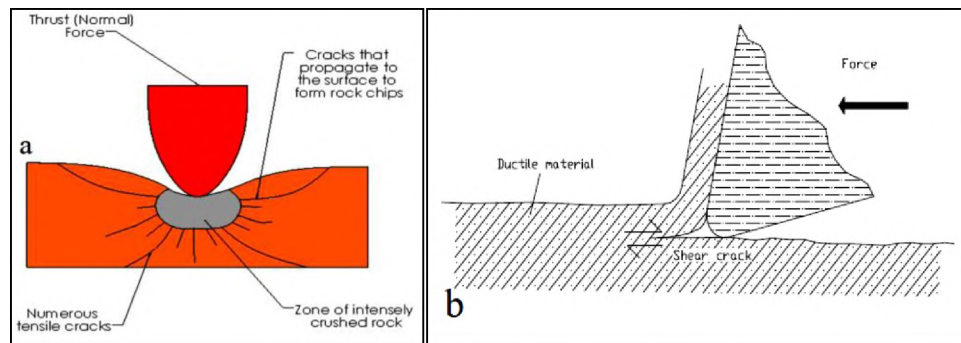 Thrust (Normal)
Force
Cracks that
propagate to
the surface to
form rock chips
a
Numerous
tensile cracks
Zone of intensely
crushed rock
Force
Ductile material
Shear crack
b